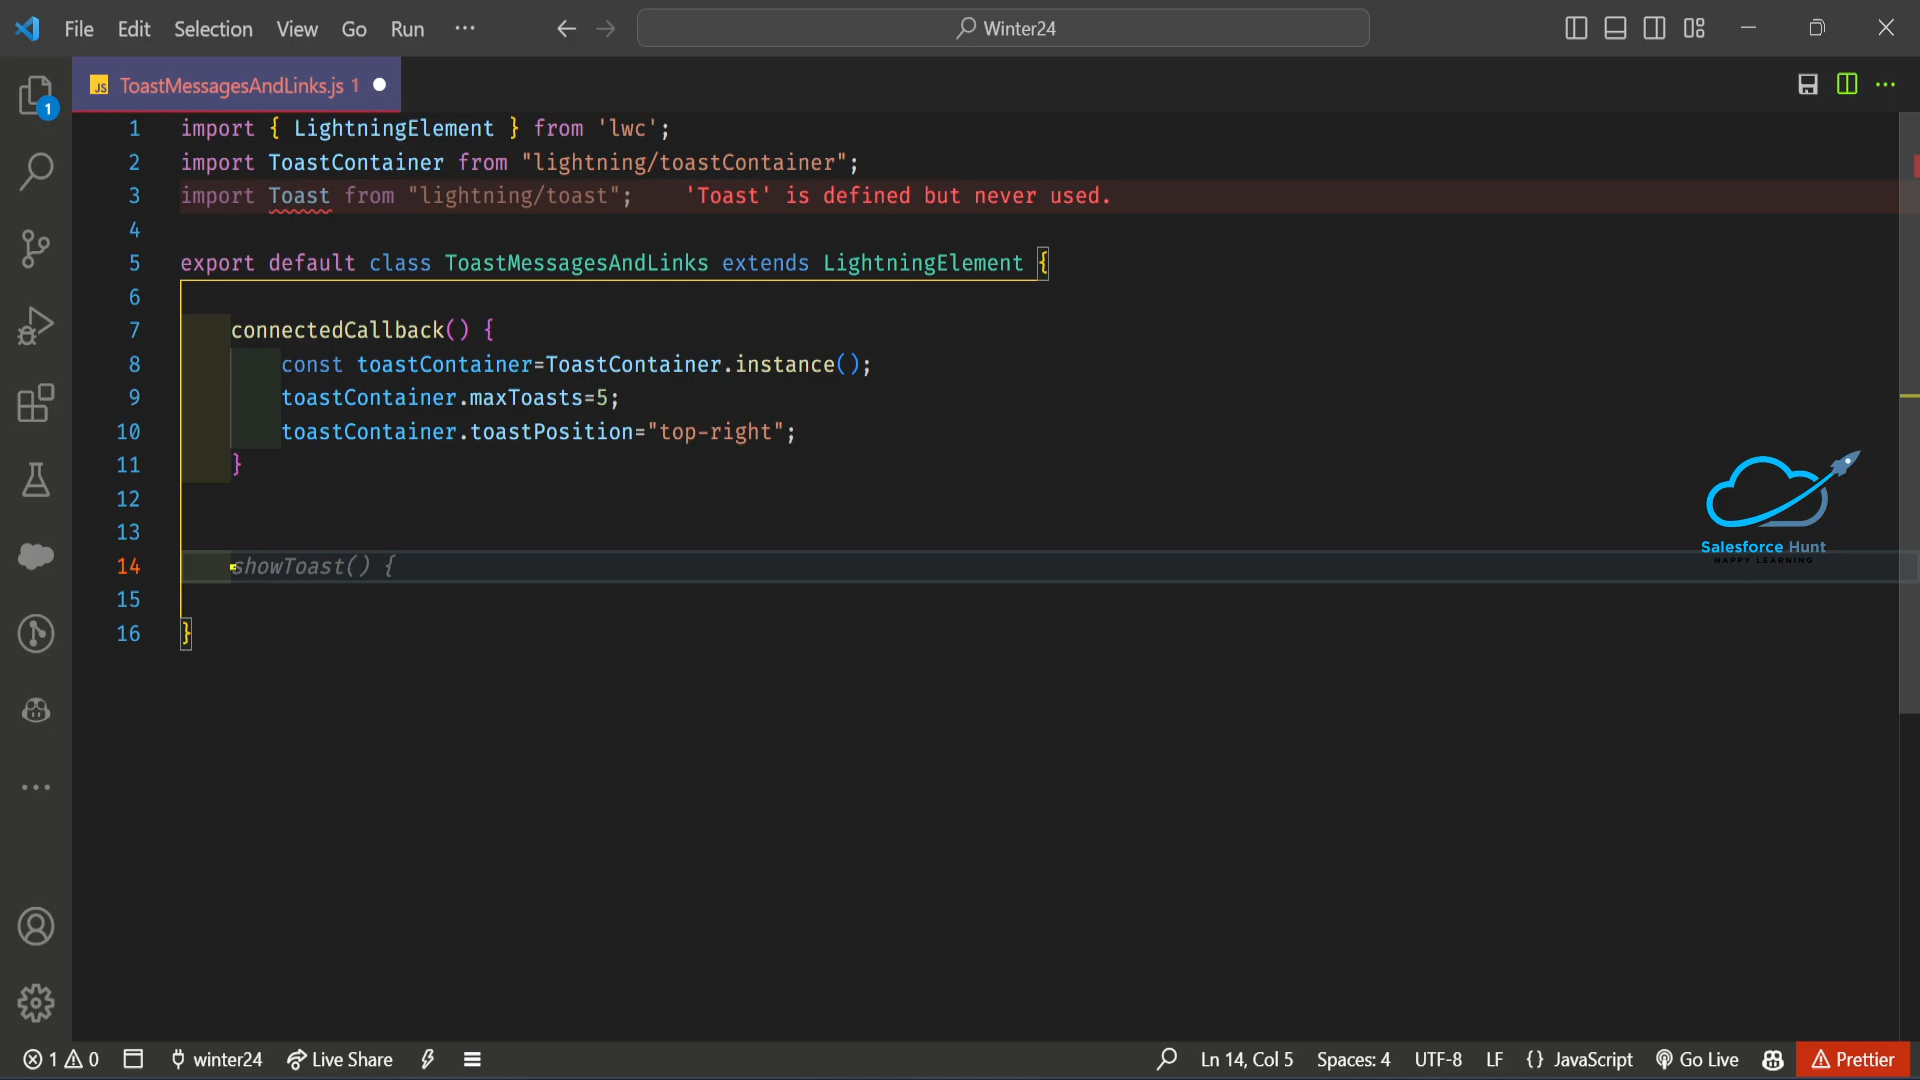 File Edit Selection View Go Run ··· Winter24
ToastMessagesAndLinks.js 1
1 import { LightningElement } from 'lwc';
2 import ToastContainer from "lightning/toastContainer";
3 import Toast from "lightning/toast"; 'Toast' is defined but never used.
4
5 export default class ToastMessagesAndLinks extends LightningElement {
6
7 connectedCallback() {
8 const toastContainer=ToastContainer.instance();
9 toastContainer.maxToasts=5;
10 toastContainer.toastPosition="top-right";
11 }
12
13
14 showToast() {
15
16 }
Salesforce Hunt
HAPPY LEARNING
1 0 winter24 Live Share Ln 14, Col 5 Spaces: 4 UTF-8 LF {} JavaScript Go Live Prettier